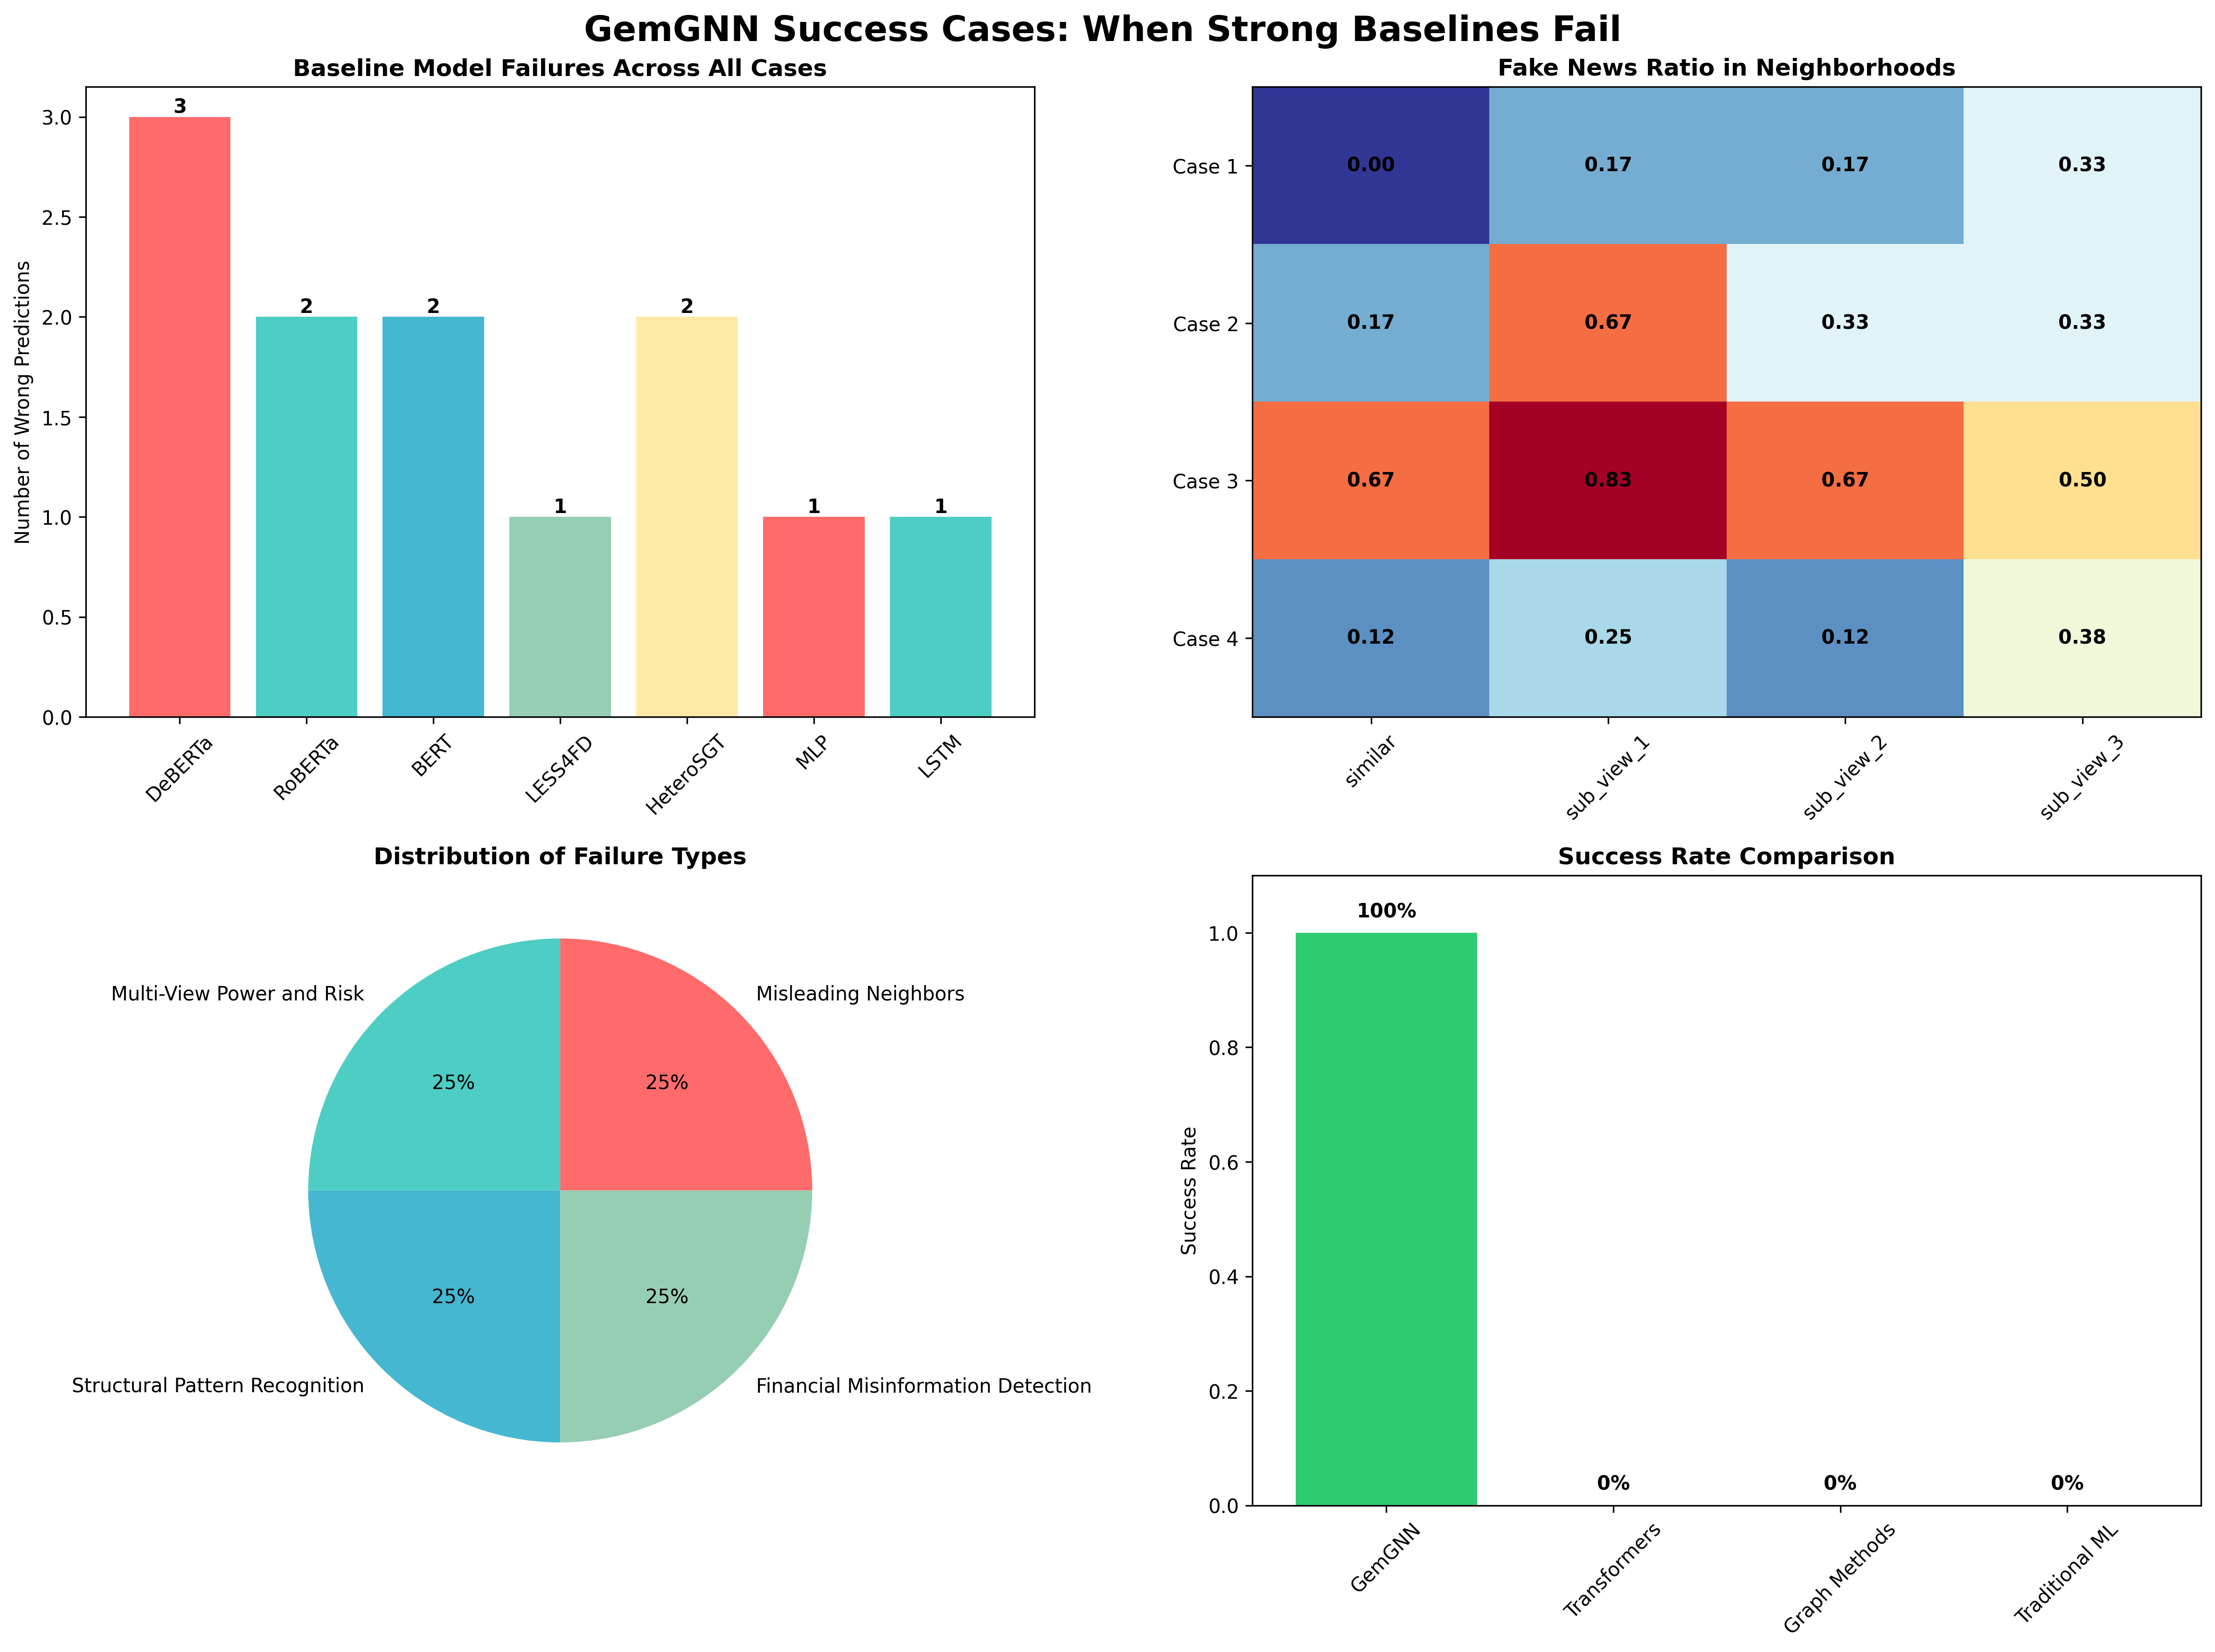 GemGNN Success Cases: When Strong Baselines Fail
Baseline Model Failures Across All Cases
Number of Wrong Predictions
3.0
2.5
2.0
1.5
1.0
0.5
0.0
3
2
2
1
2
1
1
DeBERTa
RoBERTa
BERT
LESS4FD
HeteroSGT
MLP
LSTM
Fake News Ratio in Neighborhoods
Case 1
0.00
0.17
0.17
0.33
Case 2
0.17
0.67
0.33
0.33
Case 3
0.67
0.83
0.67
0.50
Case 4
0.12
0.25
0.12
0.38
similar
sub_view_1
sub_view_2
sub_view_3
Distribution of Failure Types
Multi-View Power and Risk
Misleading Neighbors
25%
25%
25%
25%
Structural Pattern Recognition
Financial Misinformation Detection
Success Rate Comparison
Success Rate
1.0
0.8
0.6
0.4
0.2
0.0
100%
0%
0%
0%
GemGNN
Transformers
Graph Methods
Traditional ML